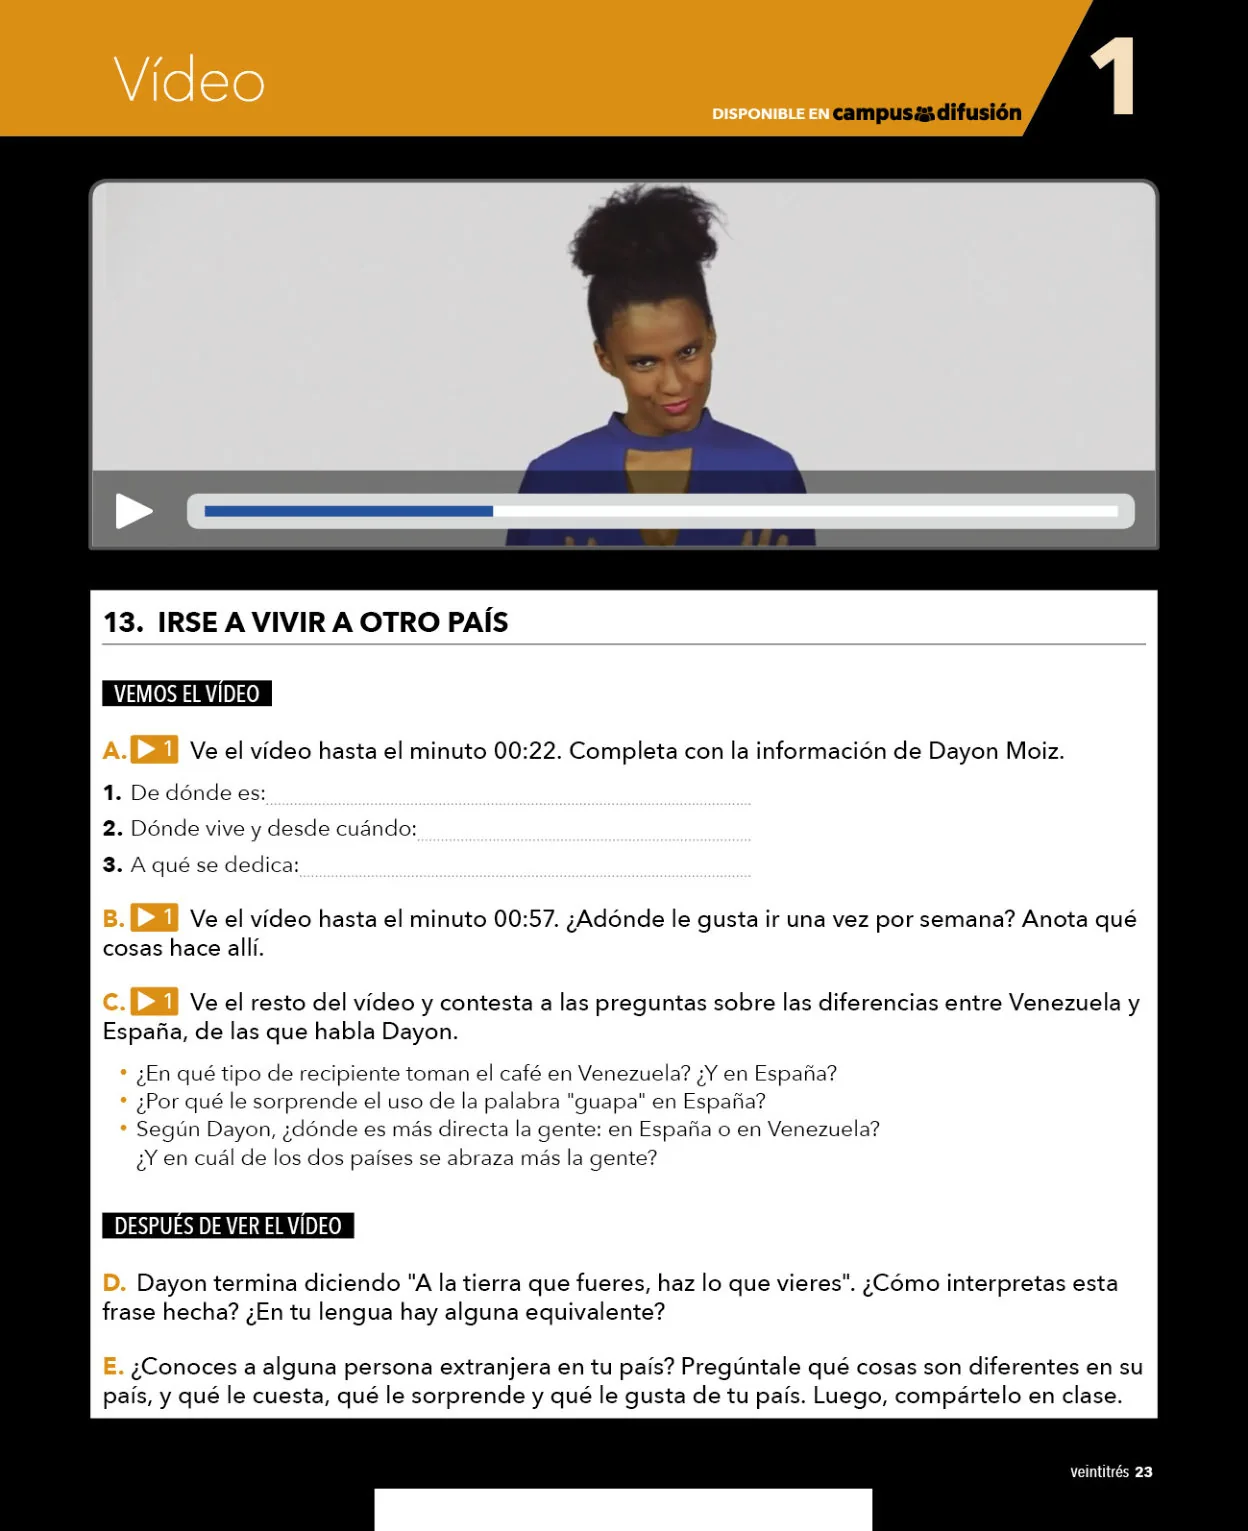 Vídeo
DISPONIBLE EN campus difusión
1
13. IRSE A VIVIR A OTRO PAÍS
VEMOS EL VÍDEO
A. 1 Ve el vídeo hasta el minuto 00:22. Completa con la información de Dayon Moiz.
1. De dónde es:
2. Dónde vive y desde cuándo:
3. A qué se dedica:
B. 1 Ve el vídeo hasta el minuto 00:57. ¿Adónde le gusta ir una vez por semana? Anota qué
cosas hace allí.
C. 1 Ve el resto del vídeo y contesta a las preguntas sobre las diferencias entre Venezuela y
España, de las que habla Dayon.
• ¿En qué tipo de recipiente toman el café en Venezuela? ¿Y en España?
• ¿Por qué le sorprende el uso de la palabra "guapa" en España?
• Según Dayon, ¿dónde es más directa la gente: en España o en Venezuela?
¿Y en cuál de los dos países se abraza más la gente?
DESPUÉS DE VER EL VÍDEO
D. Dayon termina diciendo "A la tierra que fueres, haz lo que vieres". ¿Cómo interpretas esta
frase hecha? ¿En tu lengua hay alguna equivalente?
E. ¿Conoces a alguna persona extranjera en tu país? Pregúntale qué cosas son diferentes en su
país, y qué le cuesta, qué le sorprende y qué le gusta de tu país. Luego, compártelo en clase.
veintitrés 23